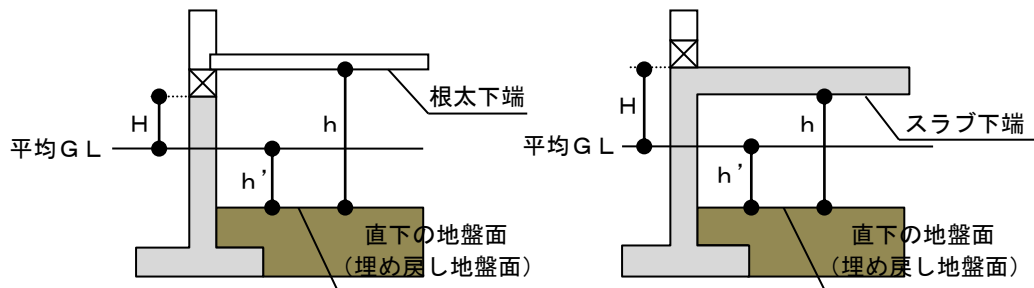 H
h
根太下端
平均ＧＬ
h’
直下の地盤面
（埋め戻し地盤面）
H
h
スラブ下端
平均ＧＬ
h’
直下の地盤面
（埋め戻し地盤面）